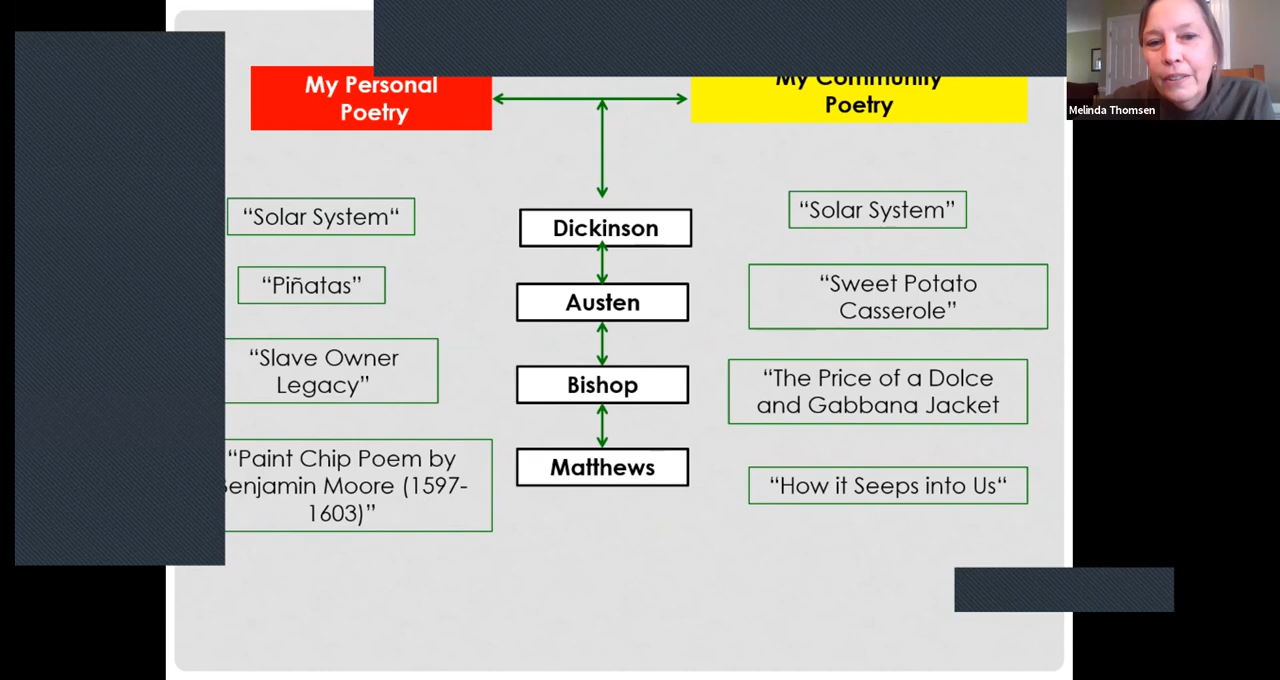 My Personal
Poetry
My Community
Poetry
Melinda Thomsen
“Solar System“
“Piñatas”
“Slave Owner
Legacy”
“Paint Chip Poem by
Benjamin Moore (1597-
1603)”
Dickinson
Austen
Bishop
Matthews
“Solar System”
“Sweet Potato
Casserole”
“The Price of a Dolce
and Gabbana Jacket
“How it Seeps into Us“